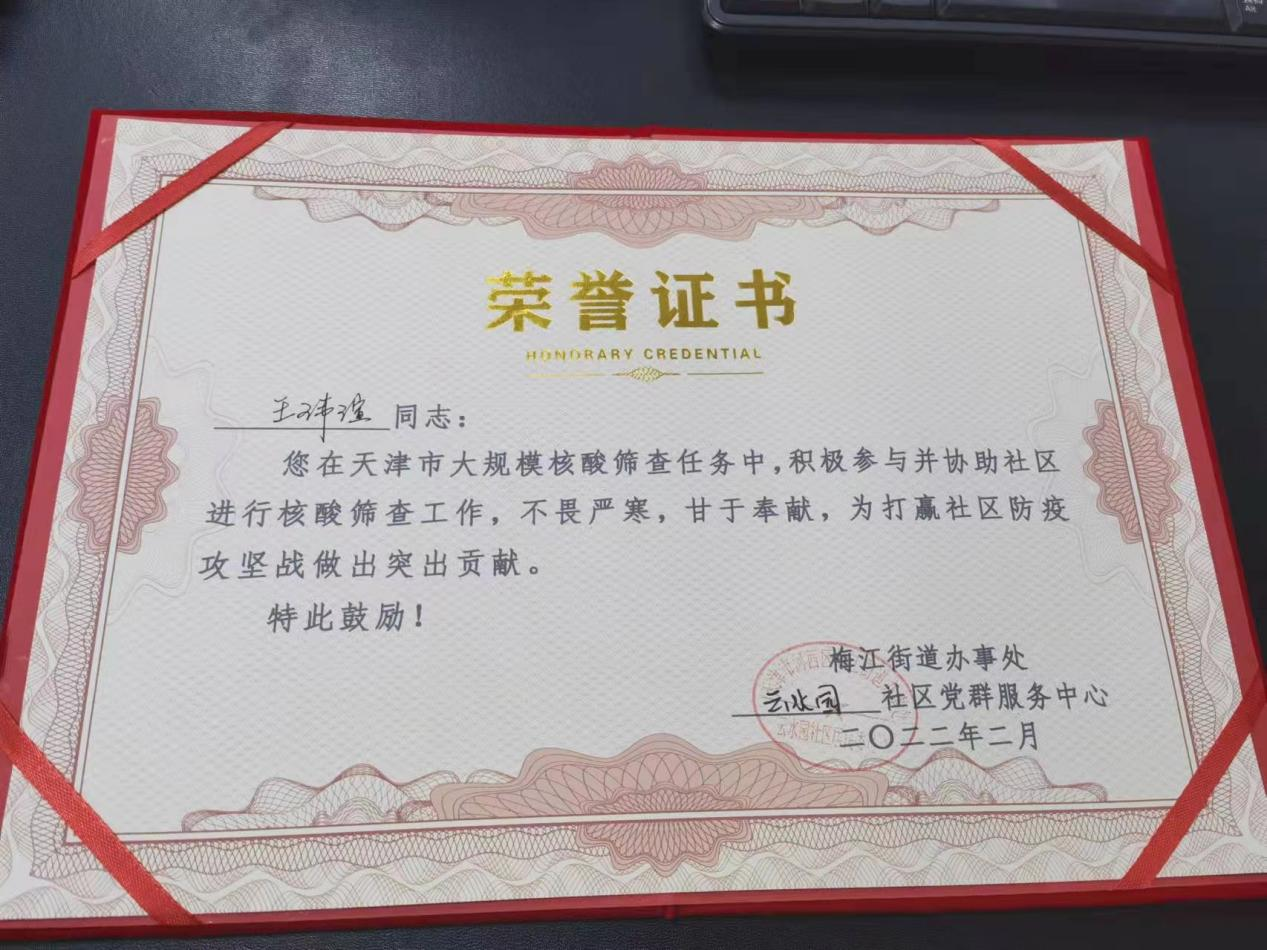 荣誉证书
HONORARY CREDENTIAL
王玮瑄同志：
您在天津市大规模核酸筛查任务中，积极参与并协助社区
进行核酸筛查工作，不畏严寒，甘于奉献，为打赢社区防疫
攻坚战做出突出贡献。
特此鼓励！
梅江街道办事处
云水园社区党群服务中心
二〇二二年二月